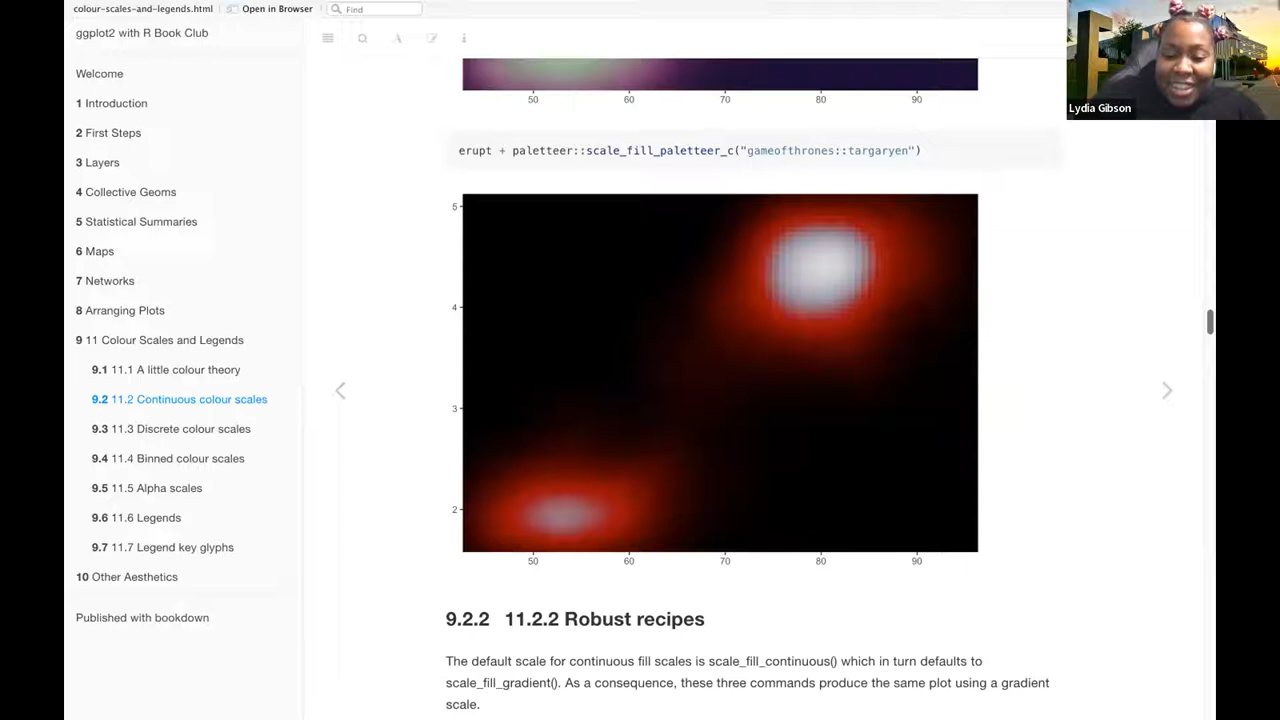 colour-scales-and-legends.html
Open in Browser
Find
ggplot2 with R Book Club
Welcome
1 Introduction
2 First Steps
3 Layers
4 Collective Geoms
5 Statistical Summaries
6 Maps
7 Networks
8 Arranging Plots
9 11 Colour Scales and Legends
9.1 11.1 A little colour theory
9.2 11.2 Continuous colour scales
9.3 11.3 Discrete colour scales
9.4 11.4 Binned colour scales
9.5 11.5 Alpha scales
9.6 11.6 Legends
9.7 11.7 Legend key glyphs
10 Other Aesthetics
Published with bookdown
A
i
50 60 70 80 90
erupt + paletteer::scale_fill_paletteer_c("gameofthrones::targaryen")
5
4
3
2
50 60 70 80 90
9.2.2 11.2.2 Robust recipes
The default scale for continuous fill scales is scale_fill_continuous() which in turn defaults to
scale_fill_gradient(). As a consequence, these three commands produce the same plot using a gradient
scale.
Lydia Gibson